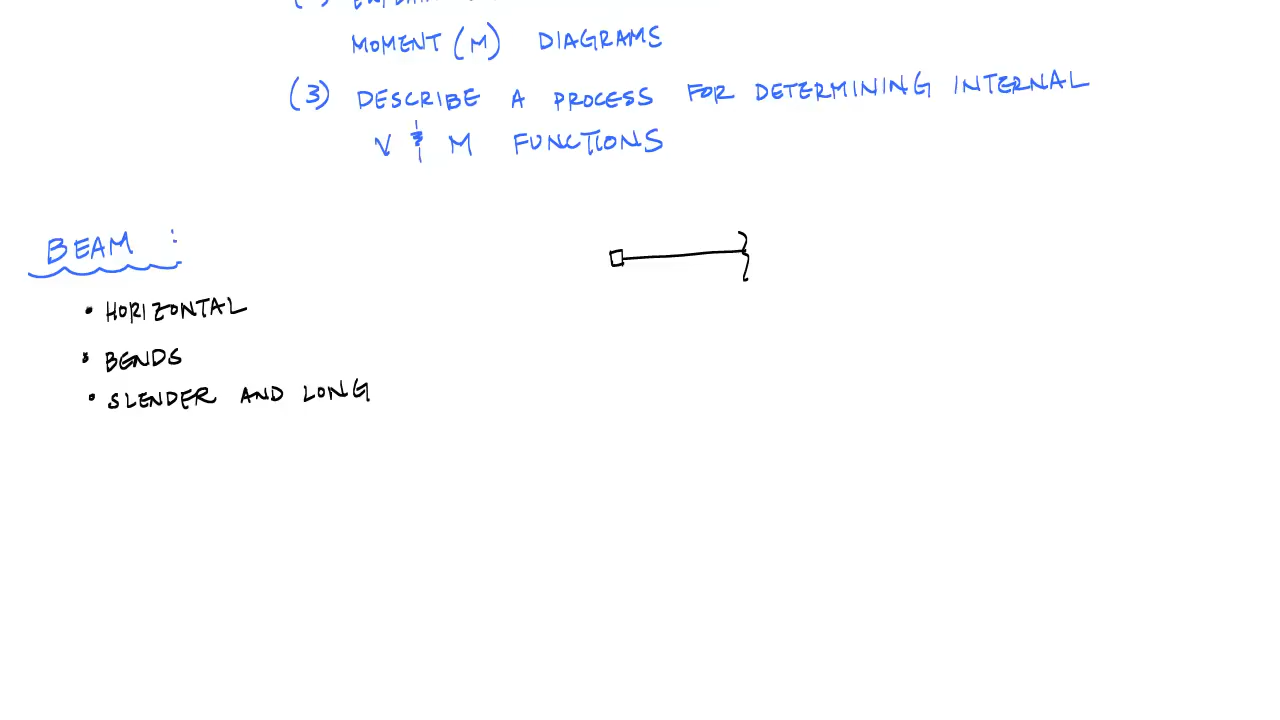 MOMENT (M) DIAGRAMS
(3) DESCRIBE A PROCESS FOR DETERMINING INTERNAL
V & M FUNCTIONS
BEAM :
• HORIZONTAL
• BENDS
• SLENDER AND LONG